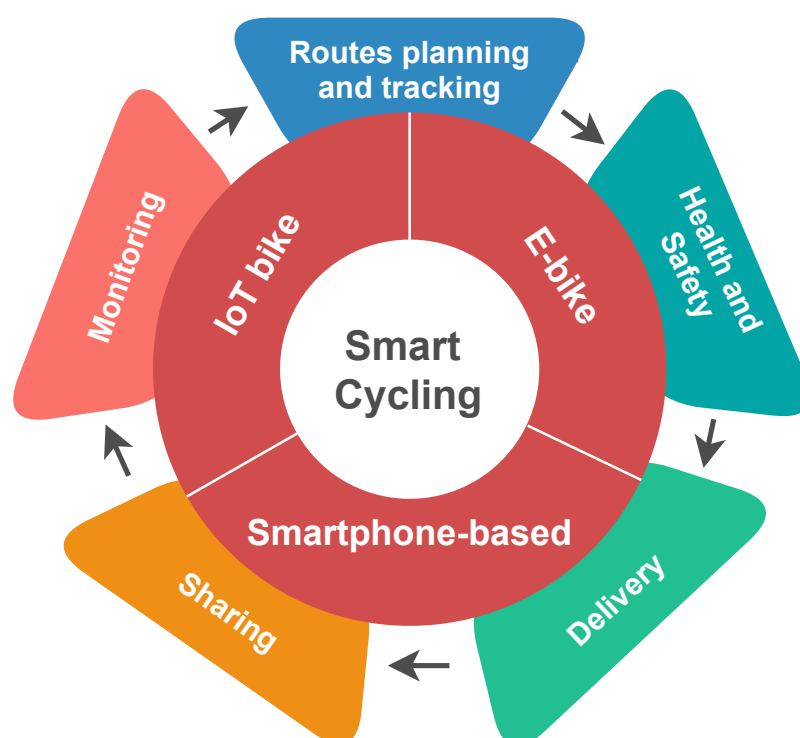 Routes planning
and tracking
Health and
Safety
Delivery
Sharing
Monitoring
IoT bike
E-bike
Smartphone-based
Smart
Cycling